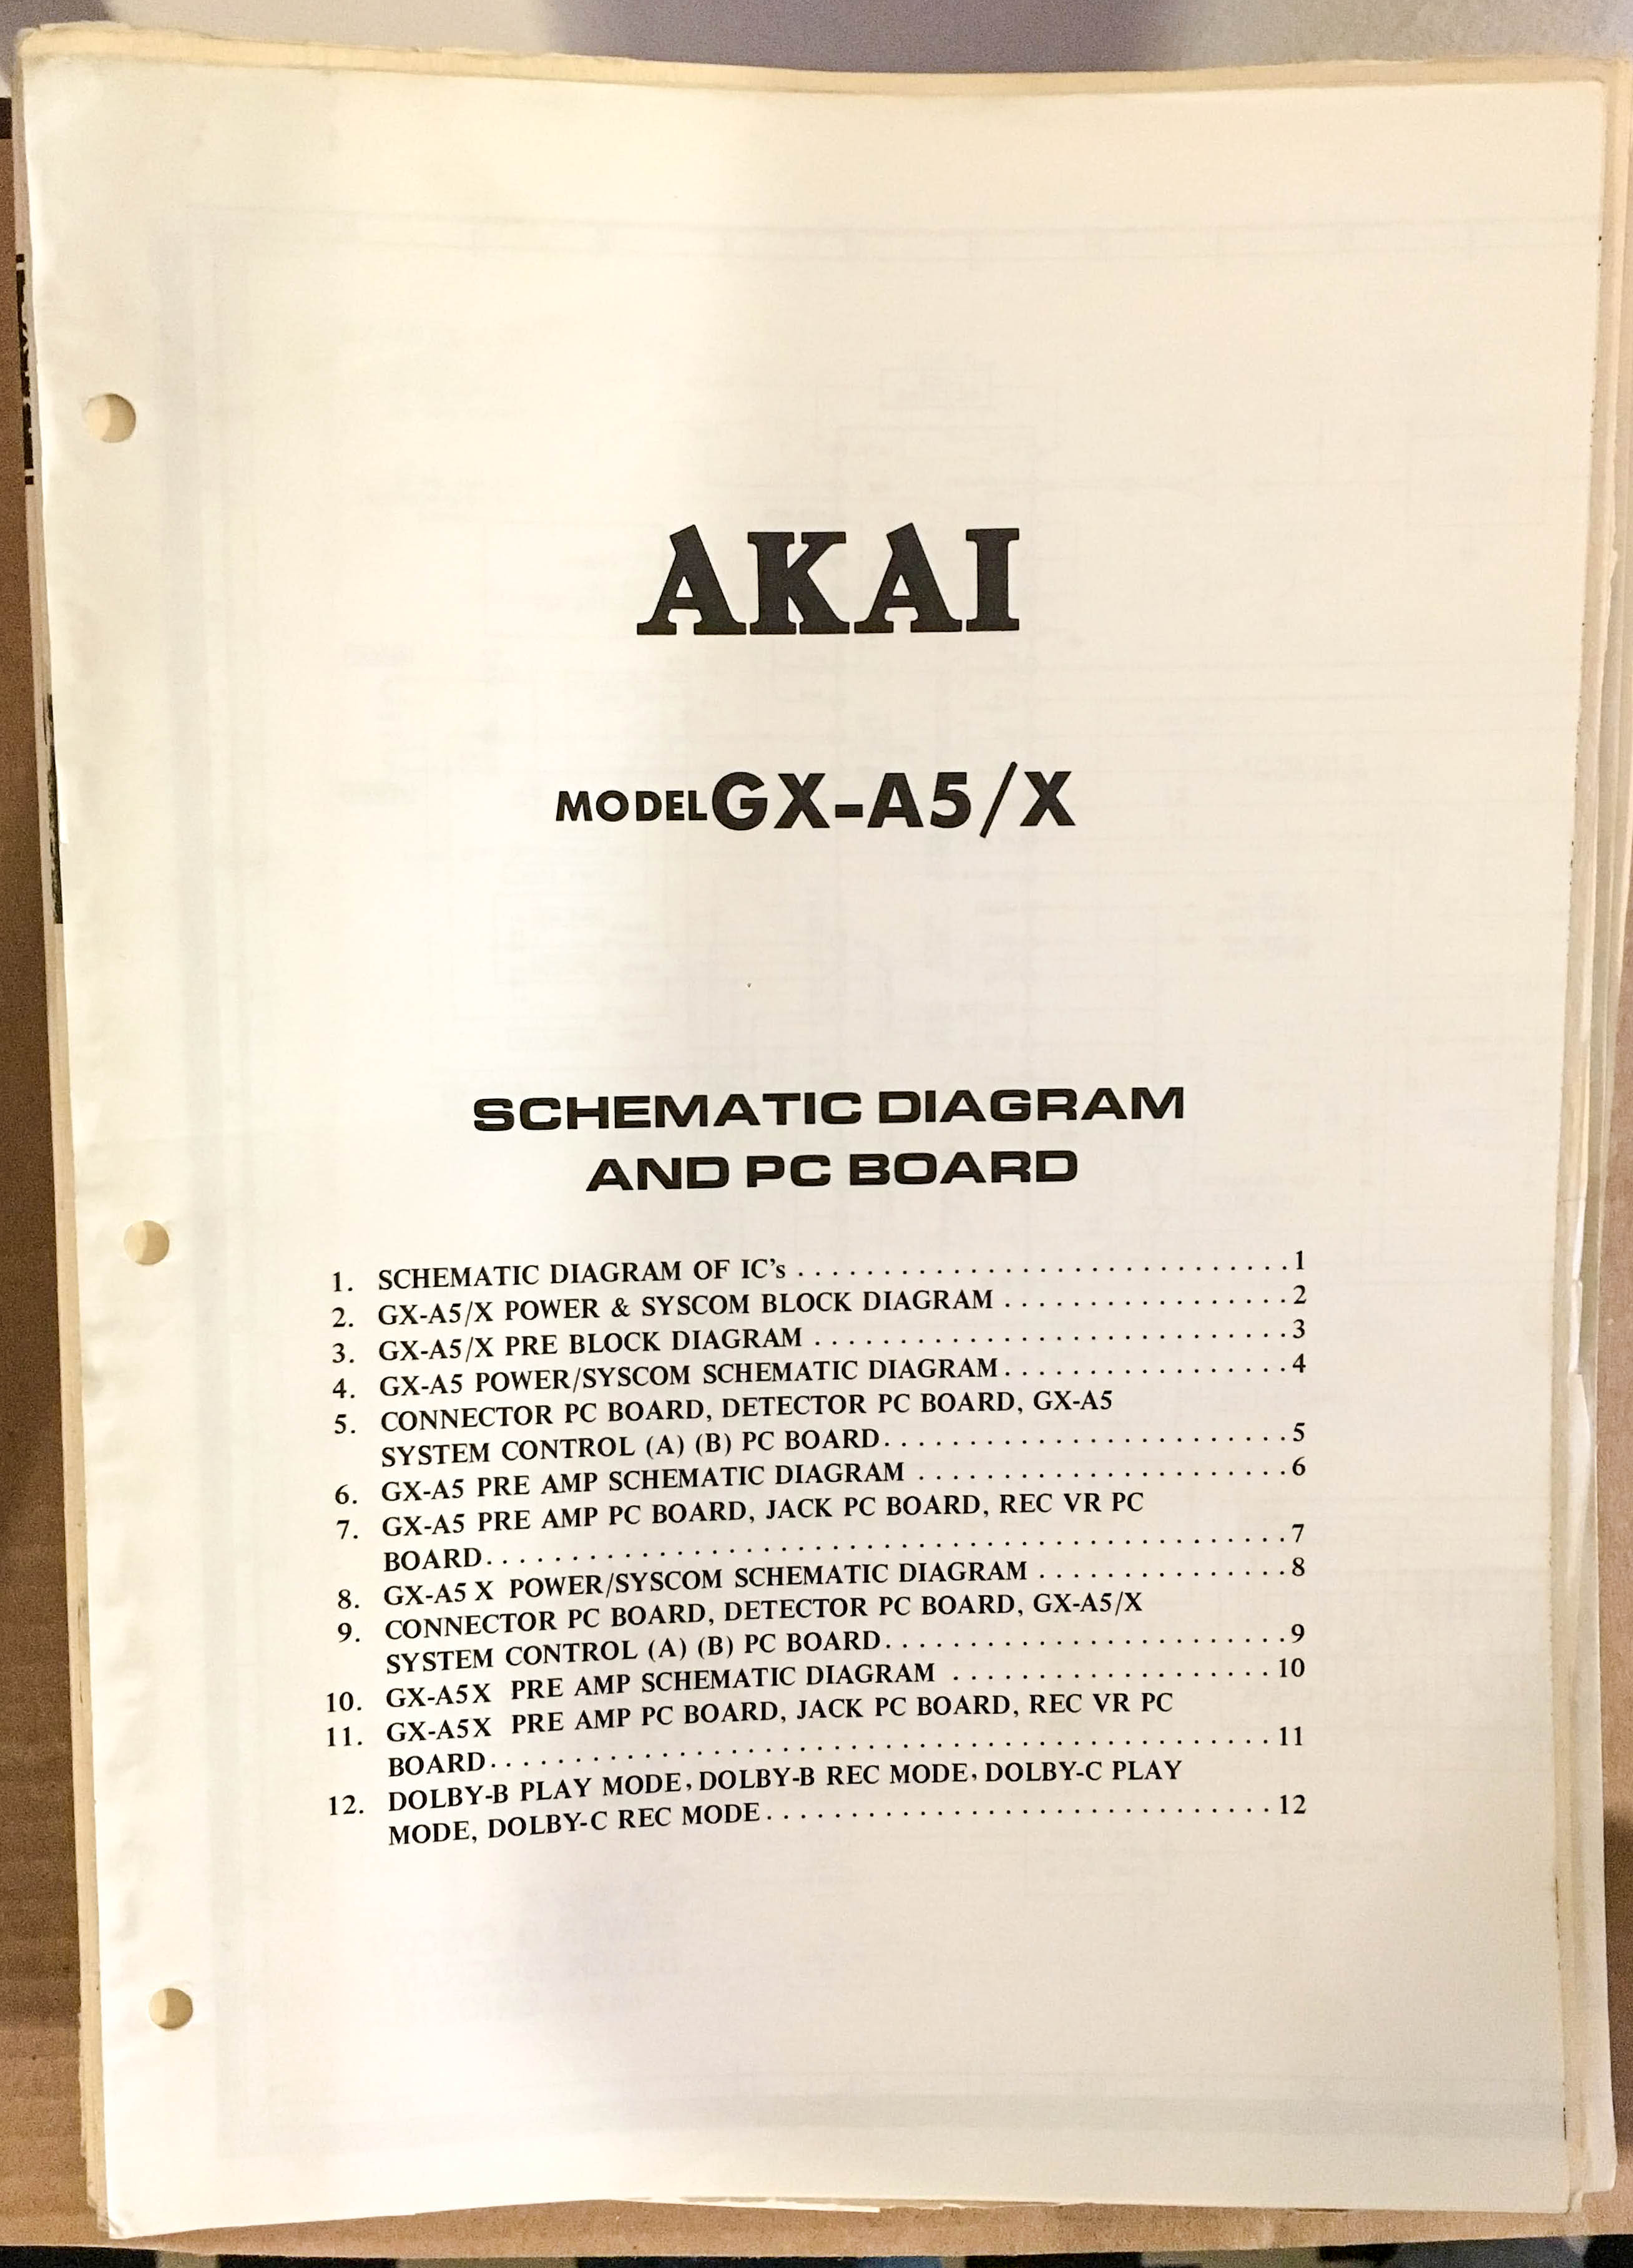 AKAI
MODEL GX-A5/X
SCHEMATIC DIAGRAM
AND PC BOARD
1. SCHEMATIC DIAGRAM OF IC's . . . . . . . . . . . . . . . . . . . . . . . . . . . . . 1
2. GX-A5/X POWER & SYSCOM BLOCK DIAGRAM . . . . . . . . . . . . . . . . . 2
3. GX-A5/X PRE BLOCK DIAGRAM . . . . . . . . . . . . . . . . . . . . . . . . . . . . 3
4. GX-A5 POWER/SYSCOM SCHEMATIC DIAGRAM. . . . . . . . . . . . . . . . . 4
5. CONNECTOR PC BOARD, DETECTOR PC BOARD, GX-A5
SYSTEM CONTROL (A) (B) PC BOARD. . . . . . . . . . . . . . . . . . . . . . . . 5
6. GX-A5 PRE AMP SCHEMATIC DIAGRAM . . . . . . . . . . . . . . . . . . . . . . 6
7. GX-A5 PRE AMP PC BOARD, JACK PC BOARD, REC VR PC
BOARD. . . . . . . . . . . . . . . . . . . . . . . . . . . . . . . . . . . . . . . . . . . . . . . 7
8. GX-A5 X POWER/SYSCOM SCHEMATIC DIAGRAM . . . . . . . . . . . . . . . 8
9. CONNECTOR PC BOARD, DETECTOR PC BOARD, GX-A5/X
SYSTEM CONTROL (A) (B) PC BOARD. . . . . . . . . . . . . . . . . . . . . . . . 9
10. GX-A5X PRE AMP SCHEMATIC DIAGRAM . . . . . . . . . . . . . . . . . . . 10
11. GX-A5X PRE AMP PC BOARD, JACK PC BOARD, REC VR PC
BOARD. . . . . . . . . . . . . . . . . . . . . . . . . . . . . . . . . . . . . . . . . . . . . . 11
12. DOLBY-B PLAY MODE, DOLBY-B REC MODE, DOLBY-C PLAY
MODE, DOLBY-C REC MODE. . . . . . . . . . . . . . . . . . . . . . . . . . . . . . 12